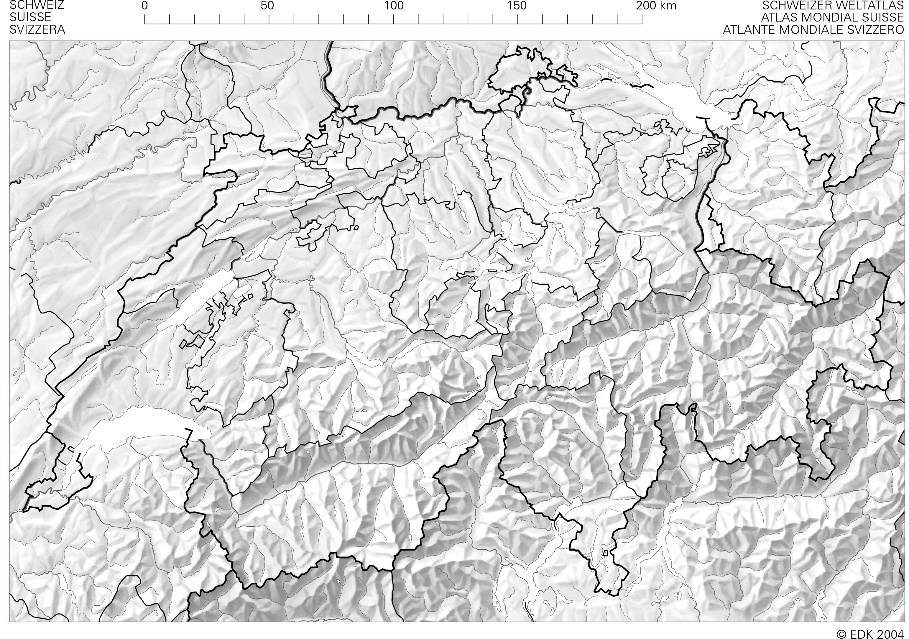 SCHWEIZ
SUISSE
SVIZZERA
0 50 100 150 200 km
SCHWEIZER WELTATLAS
ATLAS MONDIAL SUISSE
ATLANTE MONDIALE SVIZZERO
© EDK 2004